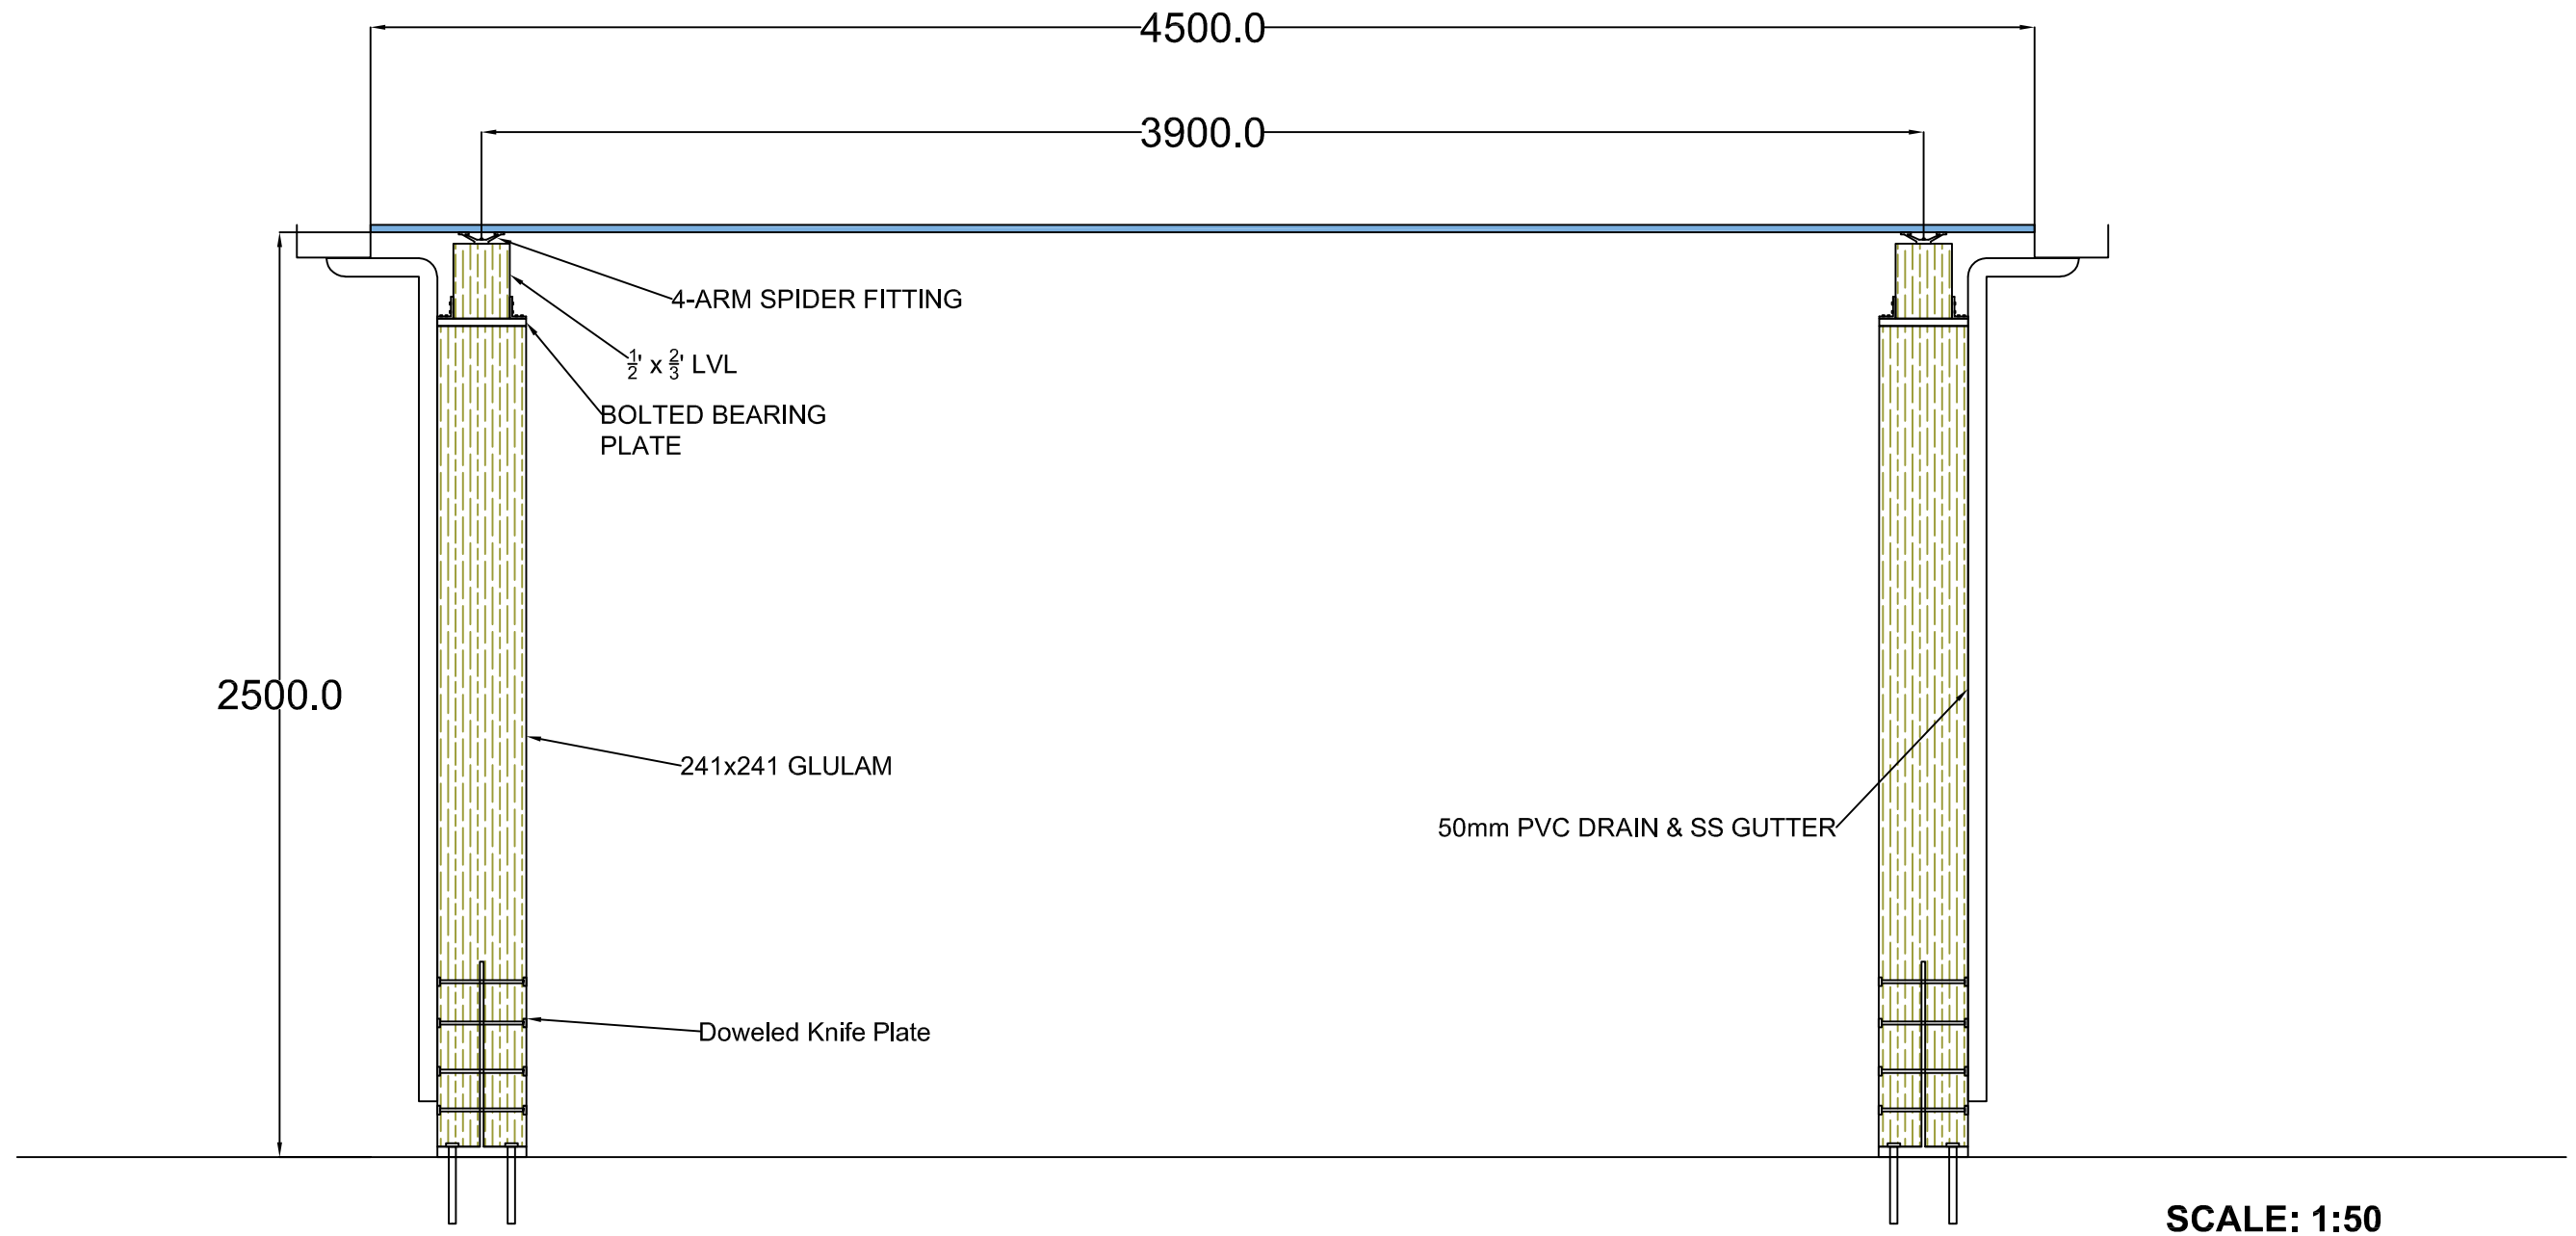 4500.0
3900.0
4-ARM SPIDER FITTING
1/2' x 2/3' LVL
BOLTED BEARING
PLATE
2500.0
241x241 GLULAM
50mm PVC DRAIN & SS GUTTER
Doweled Knife Plate
SCALE: 1:50